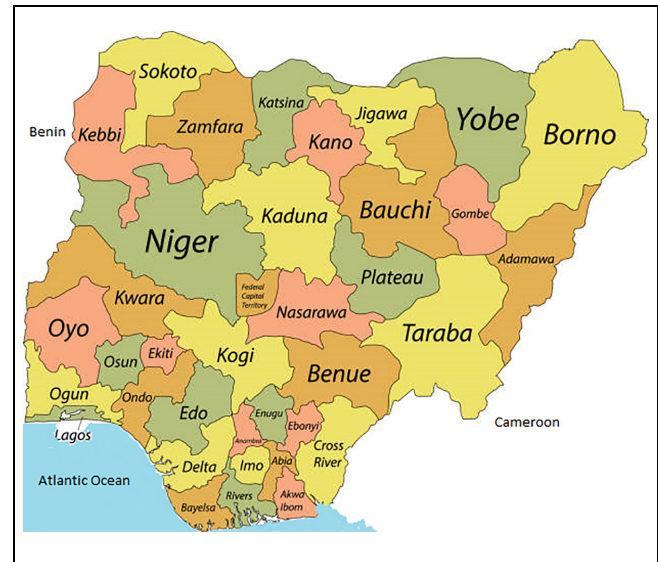 Sokoto
Katsina
Jigawa
Yobe
Borno
Benin
Kebbi
Zamfara
Kano
Kaduna
Bauchi
Gombe
Niger
Adamawa
Plateau
Federal
Capital
Territory
Kwara
Nasarawa
Taraba
Oyo
Osun
Ekiti
Kogi
Benue
Ogun
Ondo
Edo
Enugu
Ebonyi
Anambra
Cameroon
Lagos
Cross
River
Delta
Imo
Abia
Atlantic Ocean
Rivers
Akwa
Ibom
Bayelsa